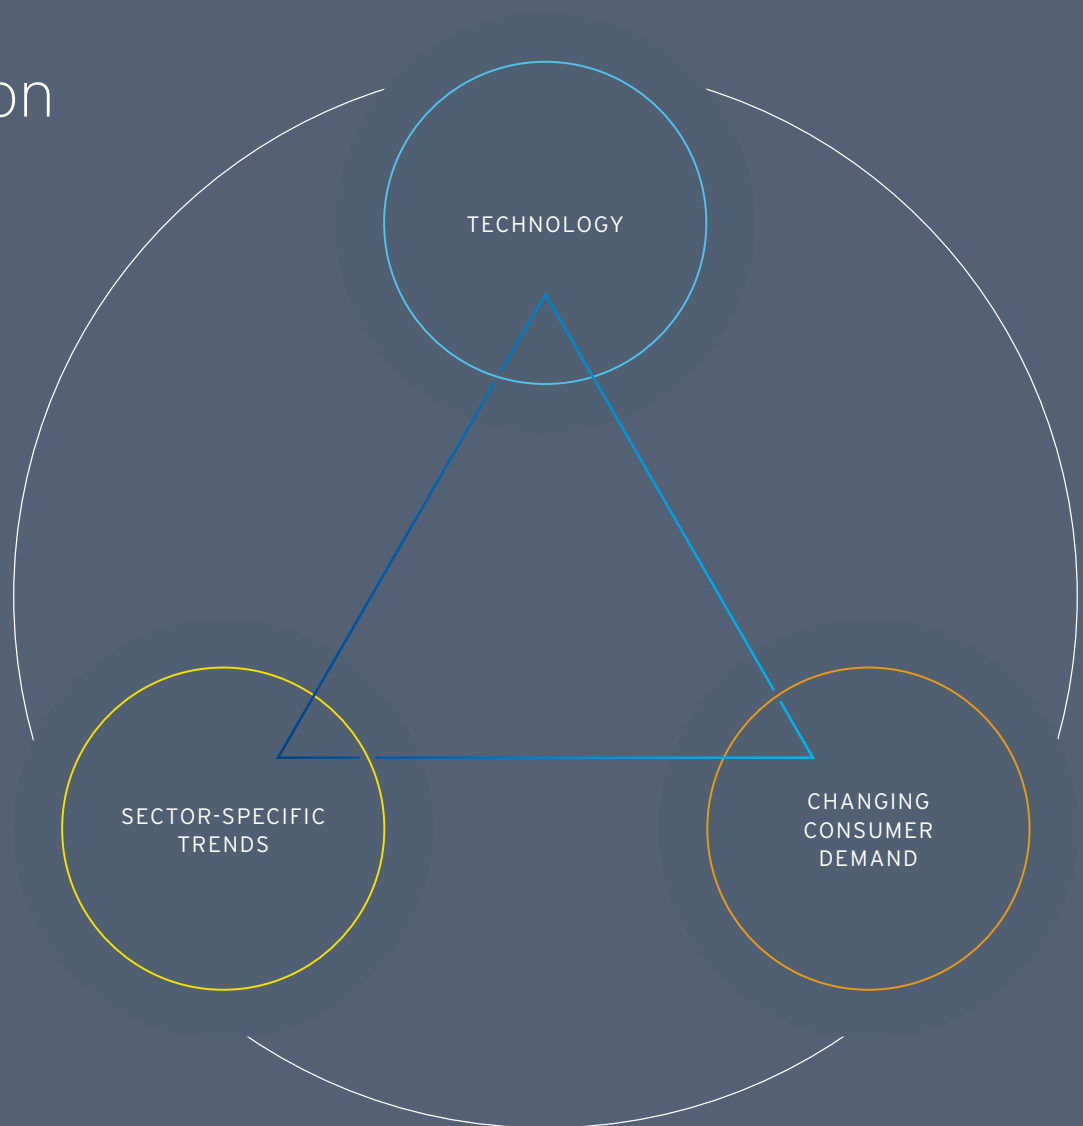 on
TECHNOLOGY
SECTOR-SPECIFIC
TRENDS
CHANGING
CONSUMER
DEMAND